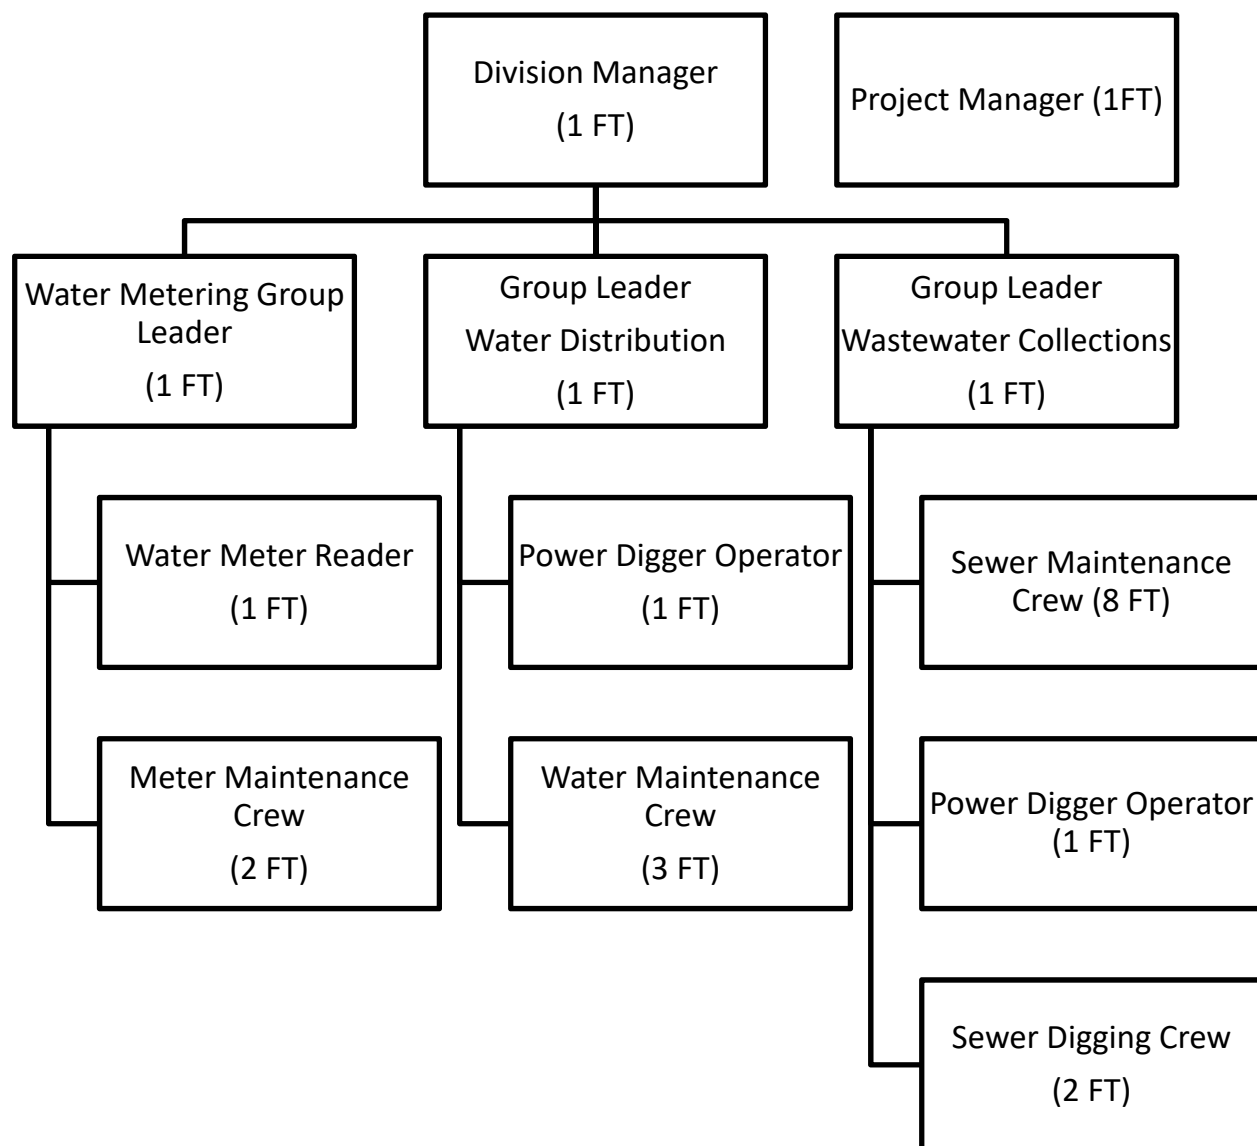 Division Manager
(1 FT)
Project Manager (1FT)
Water Metering Group
Leader
(1 FT)
Group Leader
Water Distribution
(1 FT)
Group Leader
Wastewater Collections
(1 FT)
Water Meter Reader
(1 FT)
Power Digger Operator
(1 FT)
Sewer Maintenance
Crew (8 FT)
Meter Maintenance
Crew
(2 FT)
Water Maintenance
Crew
(3 FT)
Power Digger Operator
(1 FT)
Sewer Digging Crew
(2 FT)